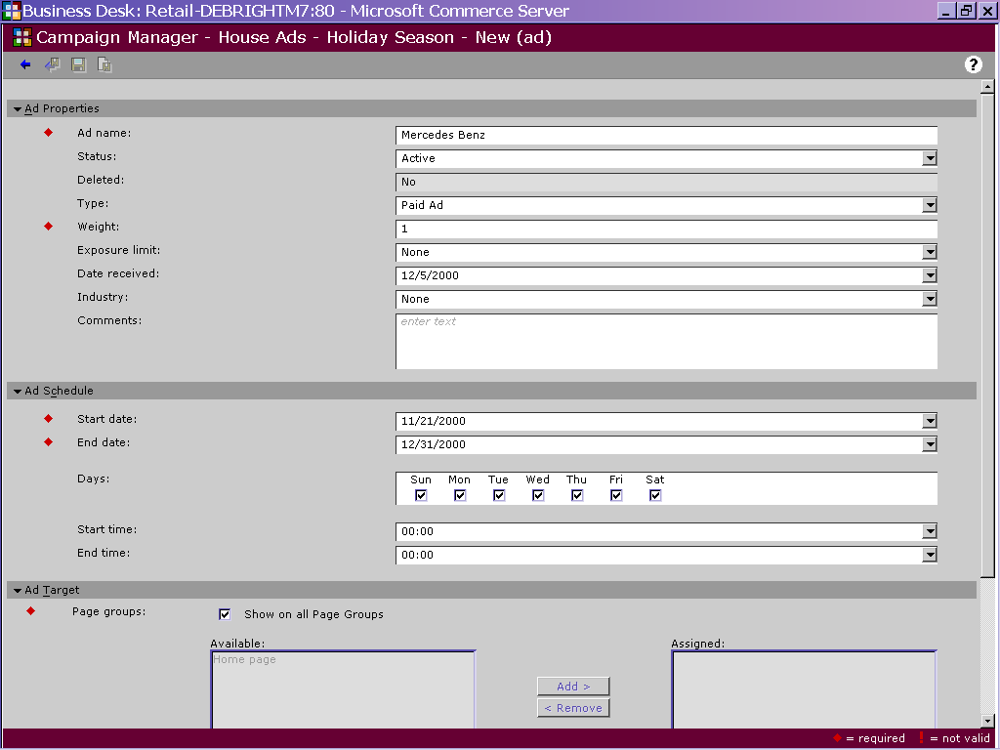 Business Desk: Retail-DEBRIGHTM7:80 - Microsoft Commerce Server
Campaign Manager - House Ads - Holiday Season - New (ad)
?
Ad Properties
Ad name: Mercedes Benz
Status: Active
Deleted: No
Type: Paid Ad
Weight: 1
Exposure limit: None
Date received: 12/5/2000
Industry: None
Comments: enter text
Ad Schedule
Start date: 11/21/2000
End date: 12/31/2000
Sun Mon Tue Wed Thu Fri Sat
Days:
Start time: 00:00
End time: 00:00
Ad Target
Page groups: Show on all Page Groups
Available: Assigned:
Home page
Add >
< Remove
= required ! = not valid